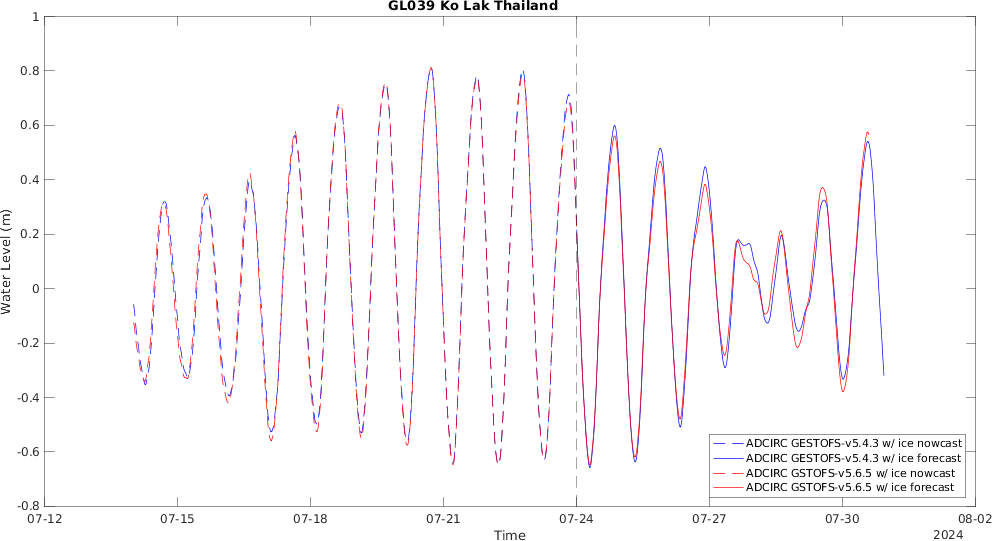 GL039 Ko Lak Thailand
1
0.8
0.6
0.4
0.2
0
-0.2
-0.4
-0.6
-0.8
Water Level (m)
ADCIRC GESTOFS-v5.4.3 w/ ice nowcast
ADCIRC GESTOFS-v5.4.3 w/ ice forecast
ADCIRC GSTOFS-v5.6.5 w/ ice nowcast
ADCIRC GSTOFS-v5.6.5 w/ ice forecast
07-12 07-15 07-18 07-21 07-24 07-27 07-30 08-02
Time
2024